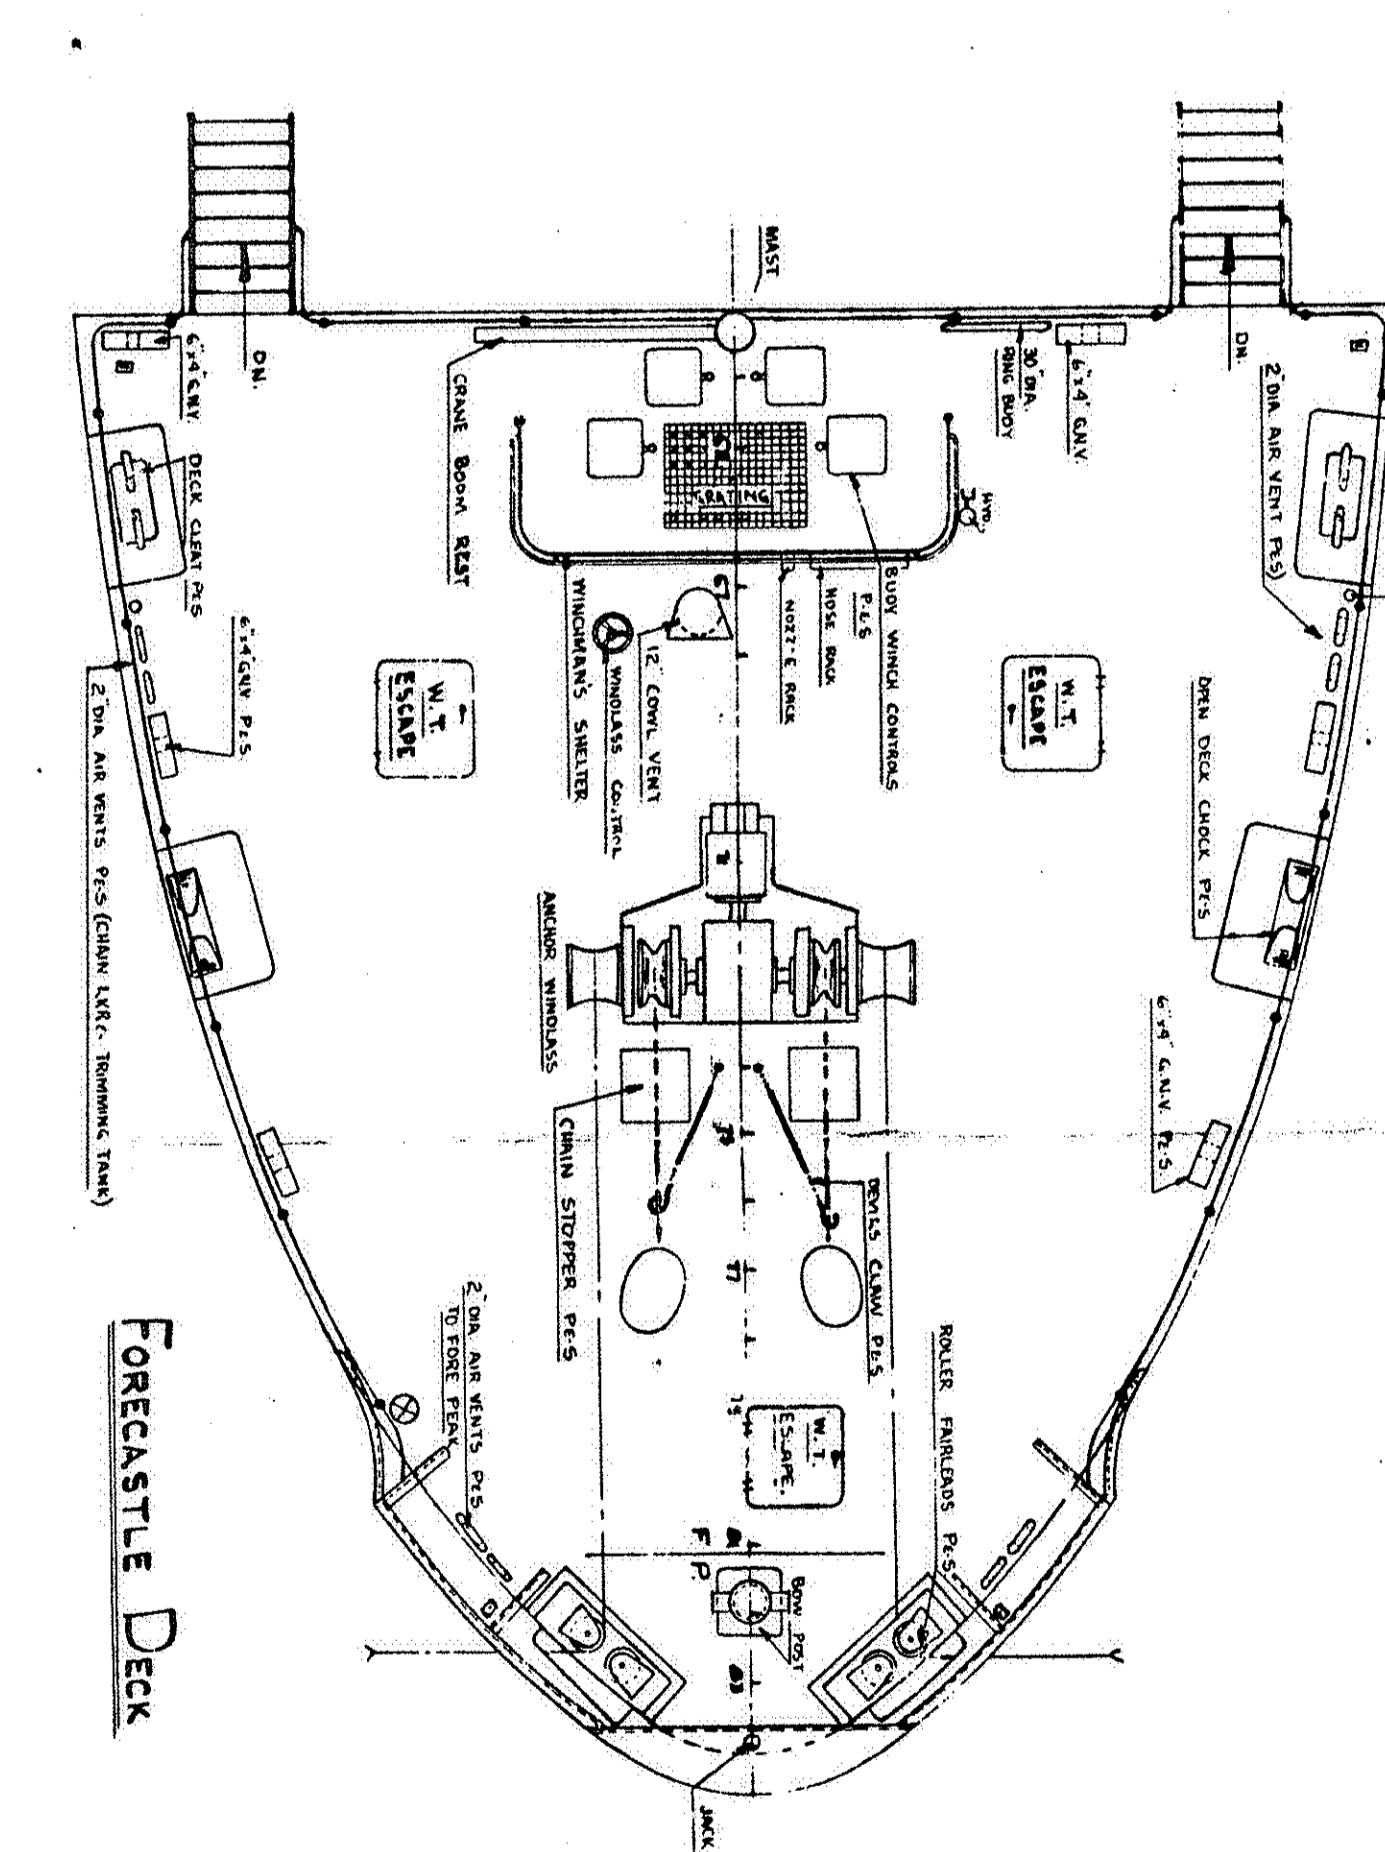 MAST
DN.
DN.
6"x4" G.N.V.
DECK CLEAT P&S
CRANE BOOM REST
30" DIA.
RING BUOY
6"x4" G.N.V.
2" DIA AIR VENT P&S)
GRATING
HYD.
67
WINCHMAN'S SHELTER
WINDLASS CONTROL
12" COWL VENT
NOZZLE RACK
HOSE RACK
BUOY WINCH CONTROLS
P&S
6"x4" GNV P&S.
W.T.
ESCAPE
W.T.
ESCAPE
OPEN DECK CHOCK P&S
2" DIA AIR VENTS P&S (CHAIN LKR & TRIMMING TANK)
ANCHOR WINDLASS
6"x4" G.N.V. P&S.
CHAIN STOPPER P&S
DEVILS CLAW P&S
77
2" DIA AIR VENTS P&S
TO FORE PEAK
ROLLER FAIRLEADS P&S
W.T.
ESCAPE.
F.P.
BOW POST
JACK
FORECASTLE DECK